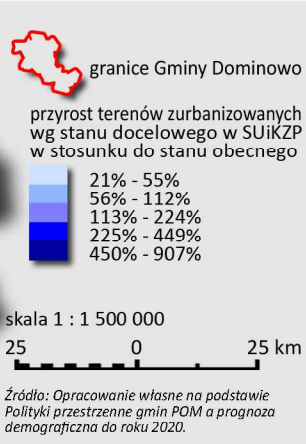 granice Gminy Dominowo
przyrost terenów zurbanizowanych
wg stanu docelowego w SUiKZP
w stosunku do stanu obecnego
21% - 55%
56% - 112%
113% - 224%
225% - 449%
450% - 907%
skala 1 : 1 500 000
25 0 25 km
Źródło: Opracowanie własne na podstawie
Polityki przestrzenne gmin POM a prognoza
demograficzna do roku 2020.